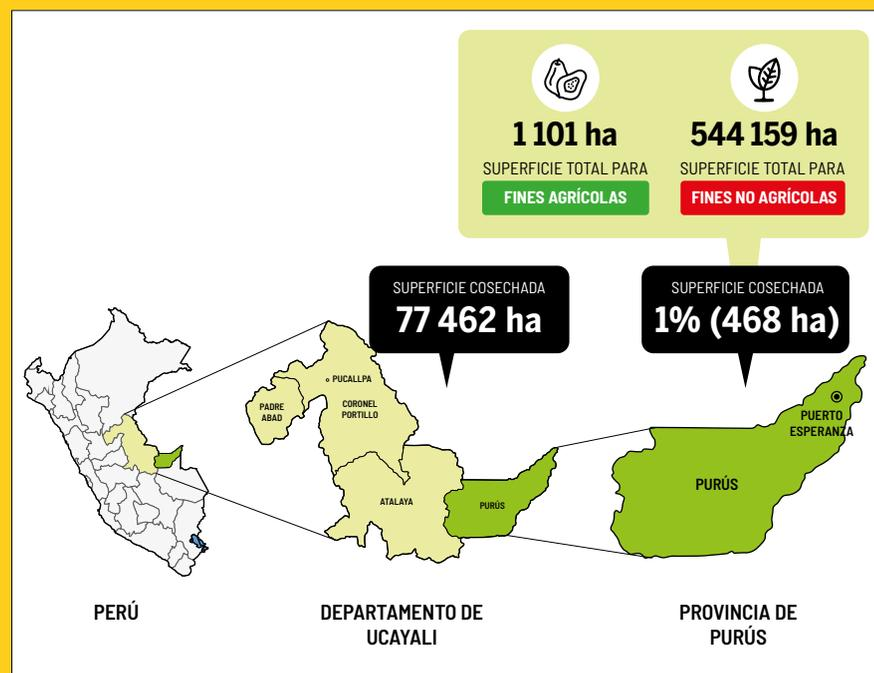 1 101 ha
SUPERFICIE TOTAL PARA
FINES AGRÍCOLAS
544 159 ha
SUPERFICIE TOTAL PARA
FINES NO AGRÍCOLAS
SUPERFICIE COSECHADA
77 462 ha
SUPERFICIE COSECHADA
1% (468 ha)
PUCALLPA
PADRE
ABAD
CORONEL
PORTILLO
ATALAYA
PURÚS
PUERTO
ESPERANZA
PURÚS
PERÚ
DEPARTAMENTO DE
UCAYALI
PROVINCIA DE
PURÚS